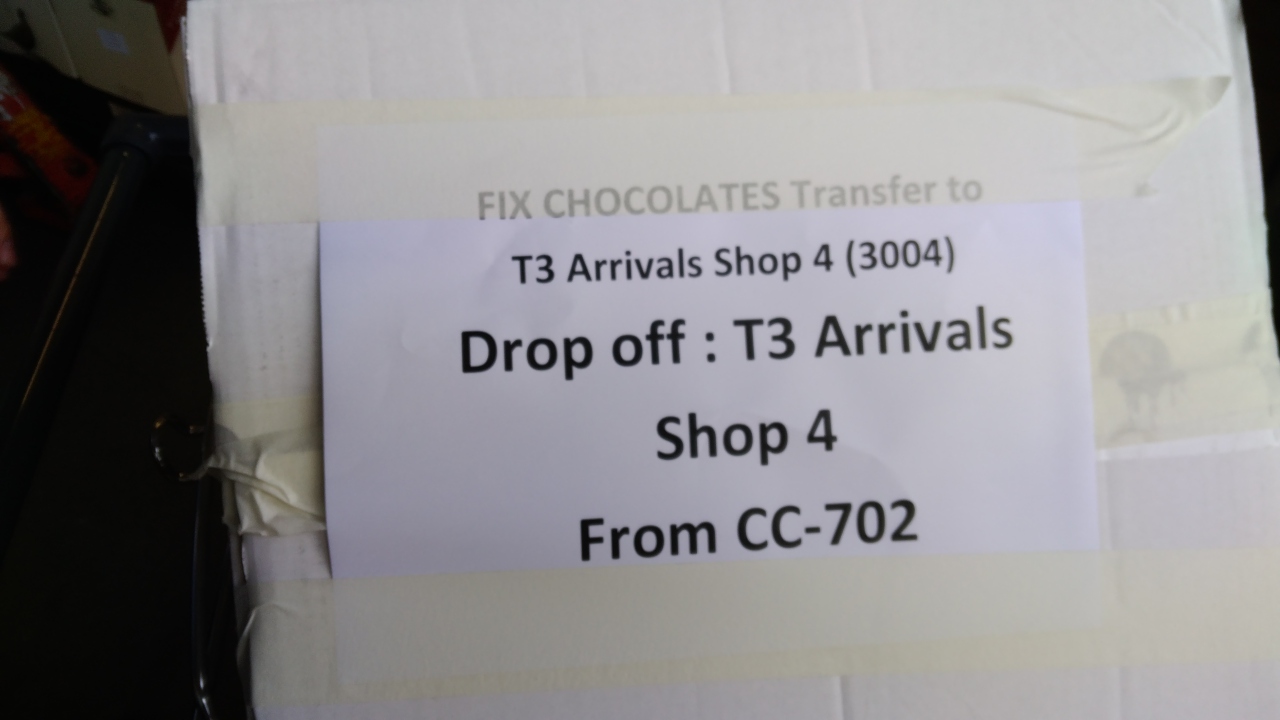 FIX CHOCOLATES Transfer to
T3 Arrivals Shop 4 (3004)
Drop off : T3 Arrivals
Shop 4
From CC-702